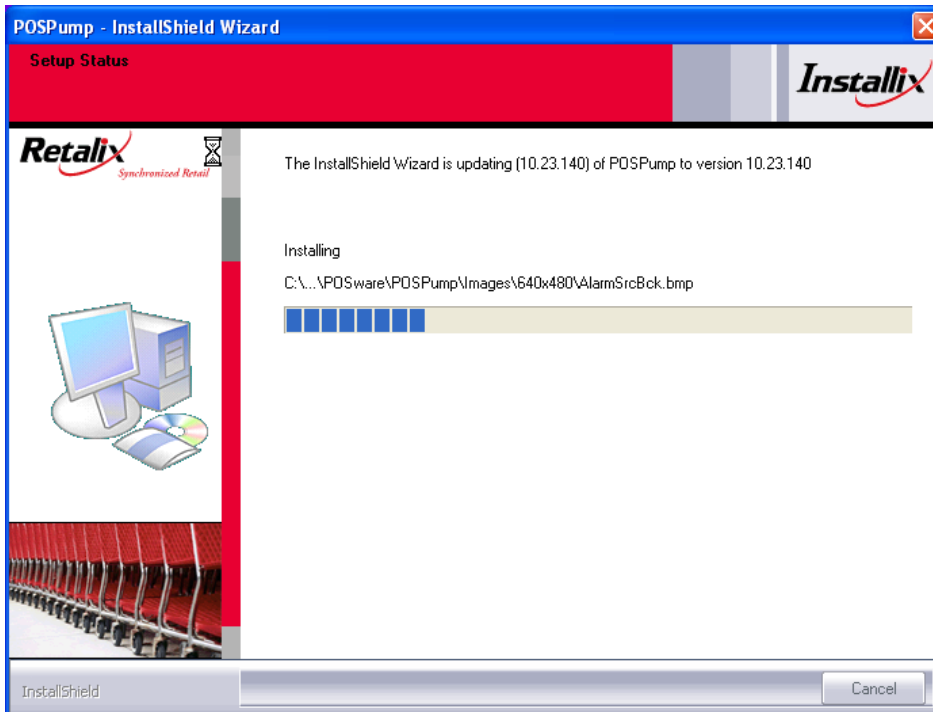 POSPump - InstallShield Wizard
Setup Status
Installix
Retalix
Synchronized Retail
The InstallShield Wizard is updating (10.23.140) of POSPump to version 10.23.140
Installing
C:\...\POSware\POSPump\Images\640x480\AlarmSrcBck.bmp
InstallShield
Cancel